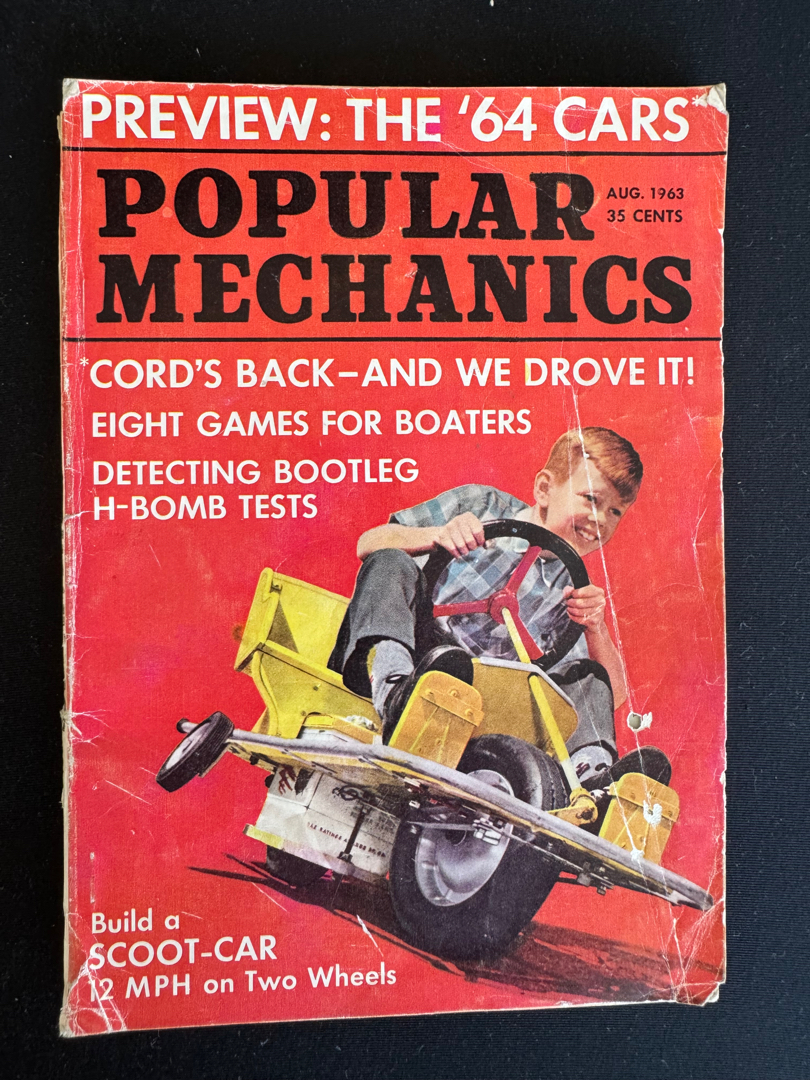 PREVIEW: THE '64 CARS*
POPULAR
AUG. 1963
35 CENTS
MECHANICS
*CORD'S BACK–AND WE DROVE IT!
EIGHT GAMES FOR BOATERS
DETECTING BOOTLEG
H-BOMB TESTS
Build a
SCOOT-CAR
12 MPH on Two Wheels